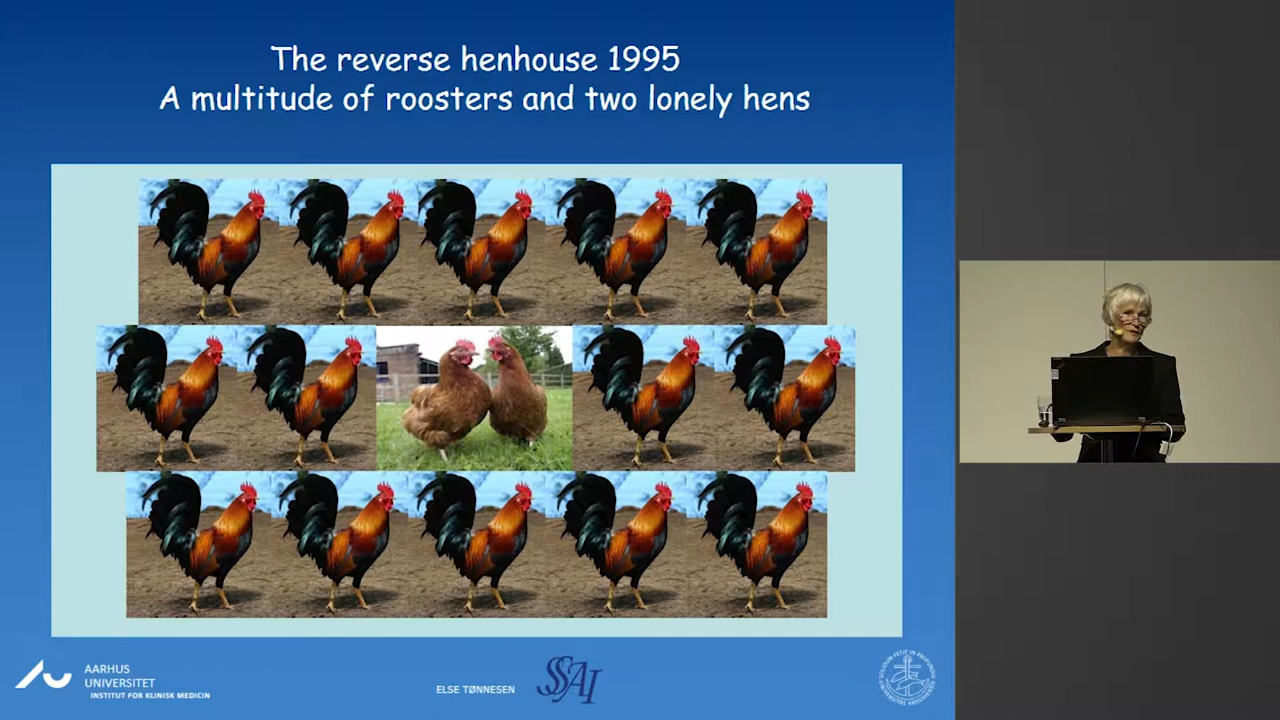 The reverse henhouse 1995
A multitude of roosters and two lonely hens
AARHUS
UNIVERSITET
INSTITUT FOR KLINISK MEDICIN
ELSE TØNNESEN
SSAI